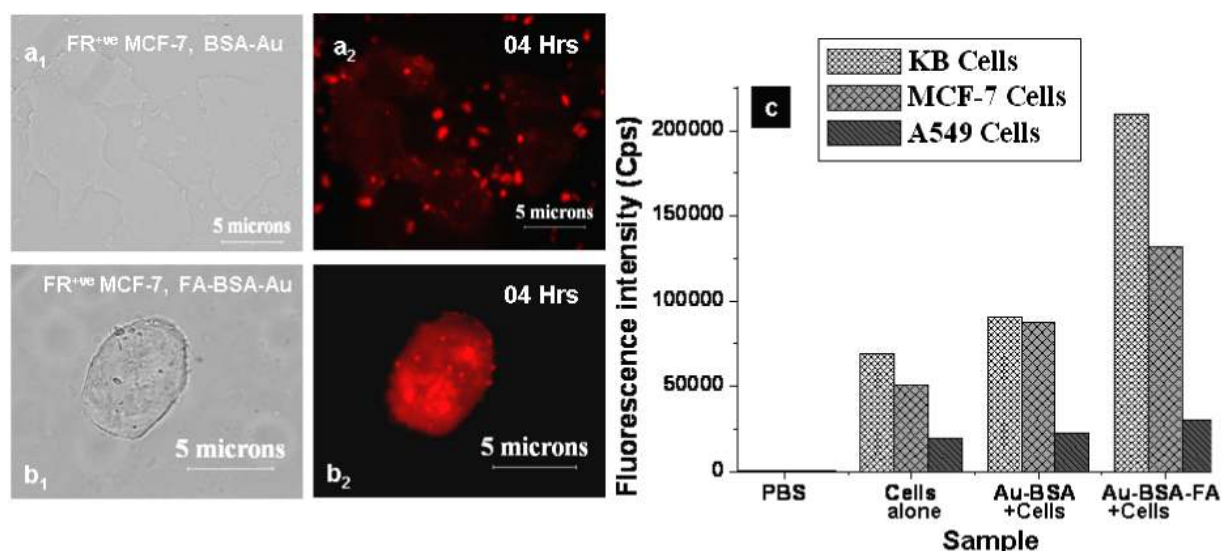 a1
FR+ve MCF-7, BSA-Au
5 microns
a2
04 Hrs
5 microns
b1
FR+ve MCF-7, FA-BSA-Au
5 microns
b2
04 Hrs
5 microns
c
KB Cells
MCF-7 Cells
A549 Cells
Fluorescence intensity (Cps)
200000
150000
100000
50000
0
PBS
Cells
alone
Au-BSA
+Cells
Au-BSA-FA
+Cells
Sample